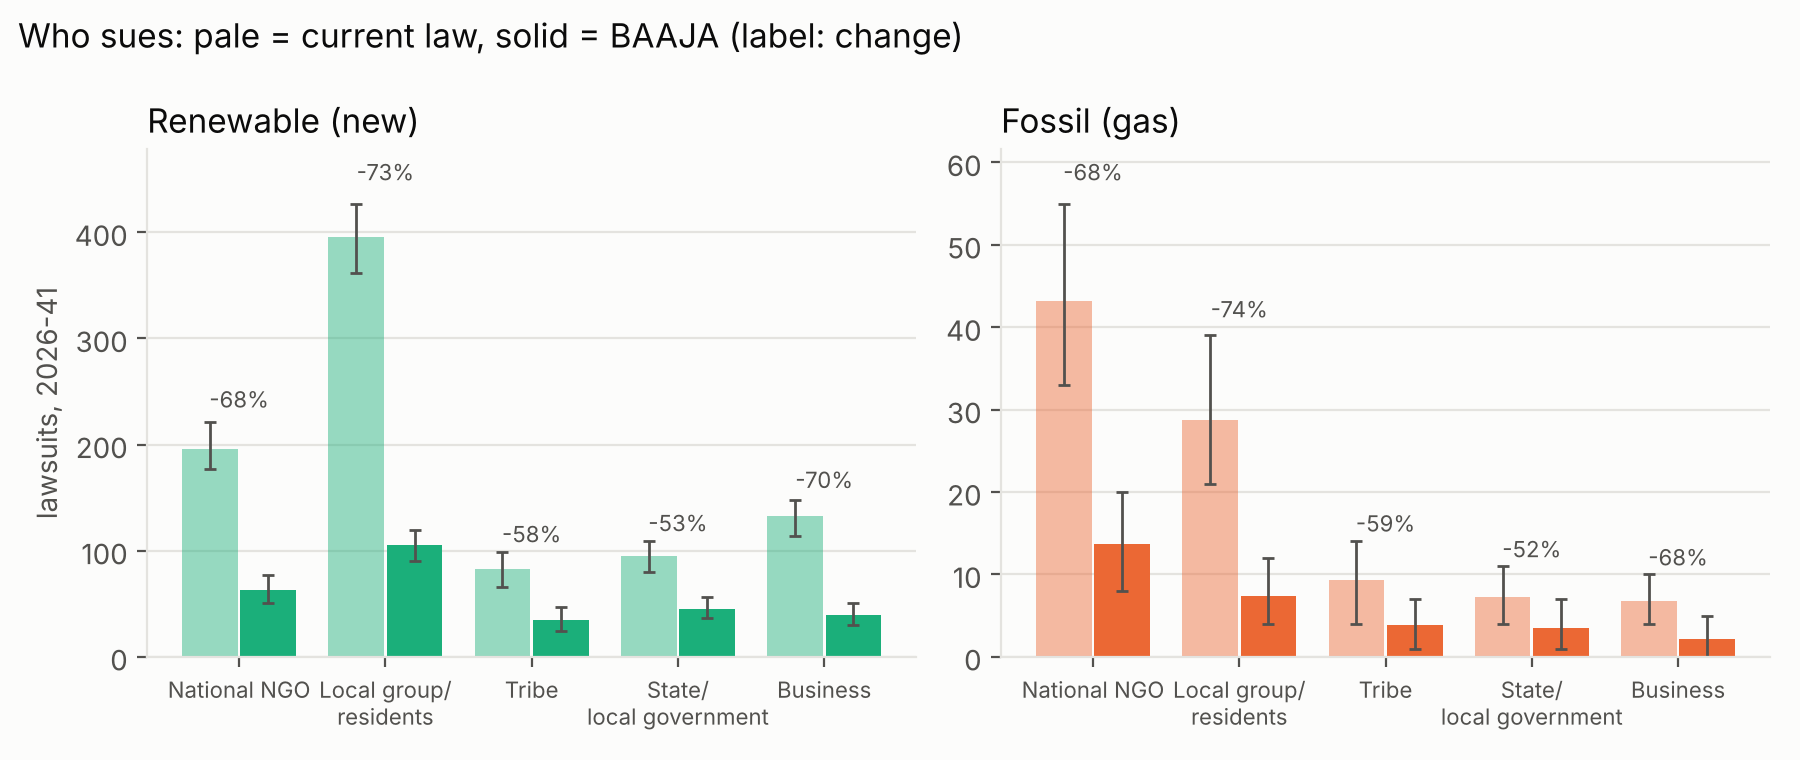 Who sues: pale = current law, solid = BAAJA (label: change)
Renewable (new)
lawsuits, 2026-41
400
300
200
100
0
-68%
-73%
-58%
-53%
-70%
National NGO
Local group/
residents
Tribe
State/
local government
Business
Fossil (gas)
60
50
40
30
20
10
0
-68%
-74%
-59%
-52%
-68%
National NGO
Local group/
residents
Tribe
State/
local government
Business